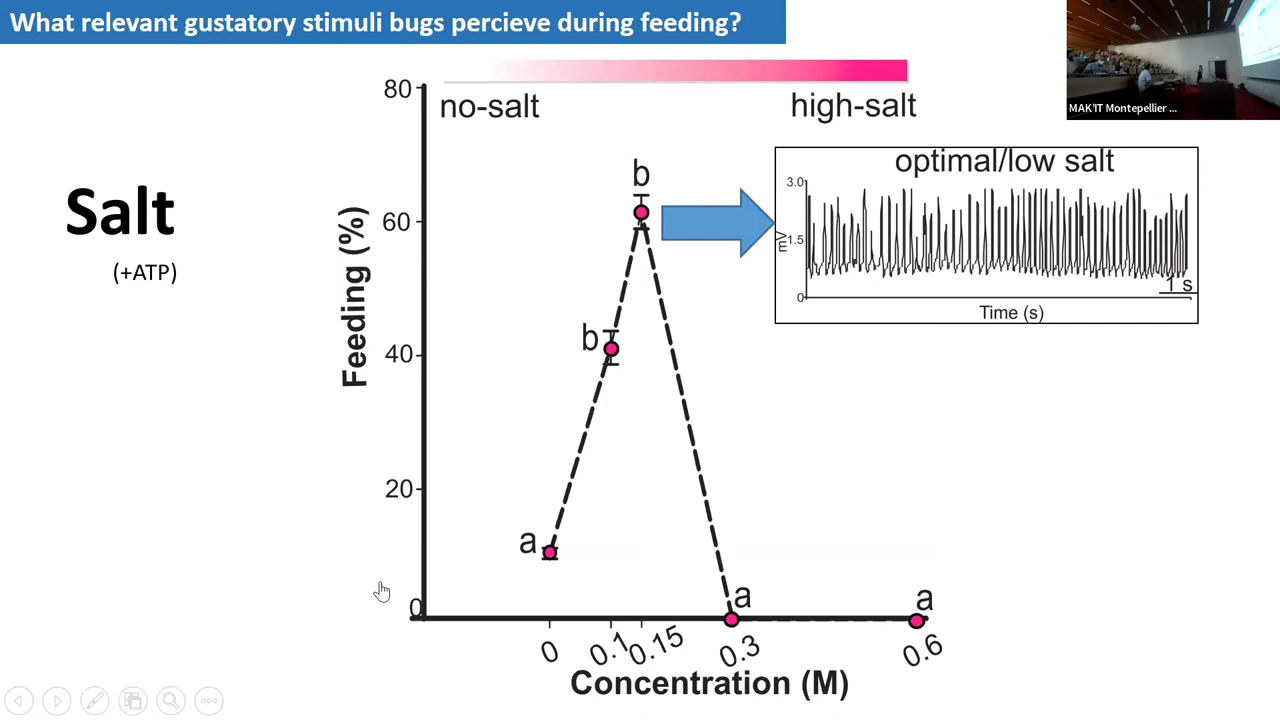 What relevant gustatory stimuli bugs percieve during feeding?
MAK'IT Montepellier ...
no-salt
high-salt
Salt
(+ATP)
optimal/low salt
3.0
1.5
0
mV
1 s
Time (s)
Feeding (%)
80
60
40
20
0
a
b
b
a
a
0
0.1
0.15
0.3
0.6
Concentration (M)